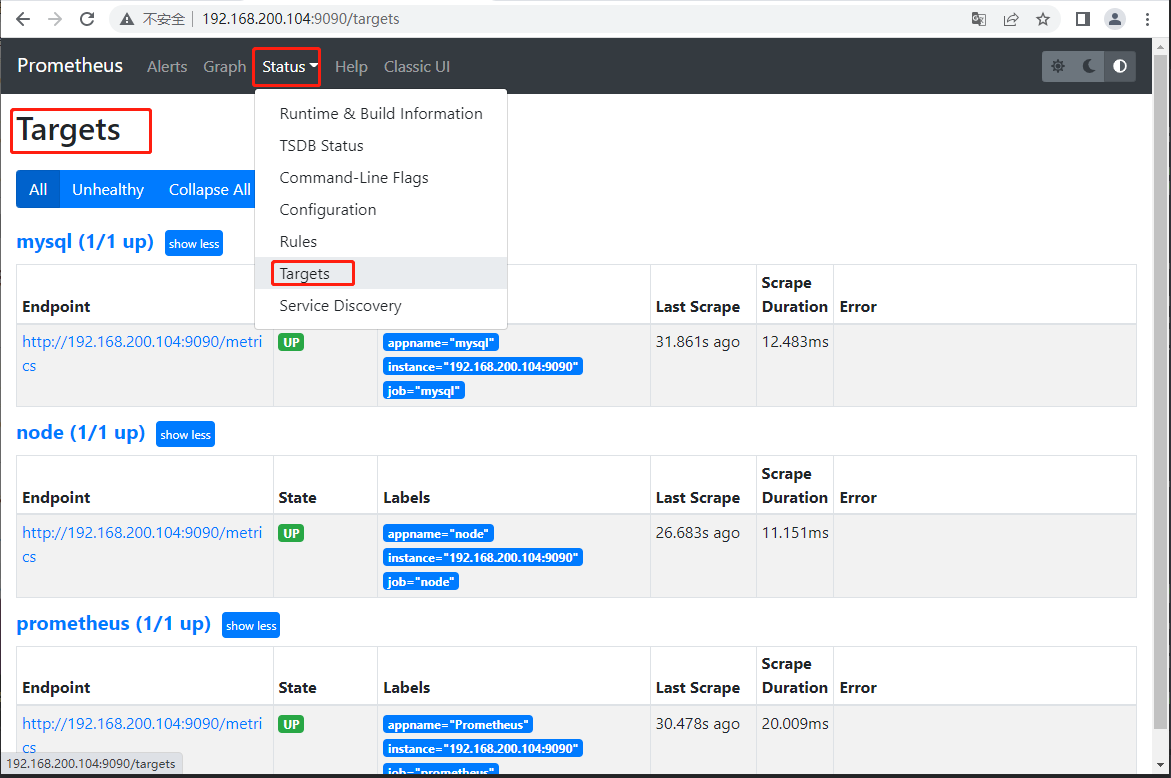 不安全 192.168.200.104:9090/targets
Prometheus Alerts Graph Status Help Classic UI
Targets
Runtime & Build Information
TSDB Status
Command-Line Flags
Configuration
Rules
Targets
Service Discovery
All Unhealthy Collapse All
mysql (1/1 up) show less
Endpoint Last Scrape Scrape Duration Error
http://192.168.200.104:9090/metri
cs
UP
appname="mysql"
instance="192.168.200.104:9090"
job="mysql"
31.861s ago
12.483ms
node (1/1 up) show less
Endpoint State Labels Last Scrape Scrape Duration Error
http://192.168.200.104:9090/metri
cs
UP
appname="node"
instance="192.168.200.104:9090"
job="node"
26.683s ago
11.151ms
prometheus (1/1 up) show less
Endpoint State Labels Last Scrape Scrape Duration Error
http://192.168.200.104:9090/metri
cs
UP
appname="Prometheus"
instance="192.168.200.104:9090"
job="prometheus"
30.478s ago
20.009ms
192.168.200.104:9090/targets